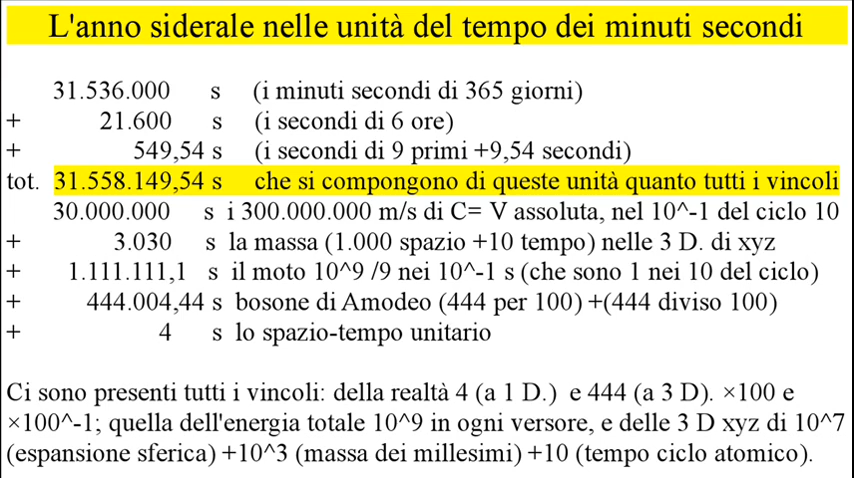 L'anno siderale nelle unità del tempo dei minuti secondi
31.536.000 s (i minuti secondi di 365 giorni)
+ 21.600 s (i secondi di 6 ore)
+ 549,54 s (i secondi di 9 primi +9,54 secondi)
tot. 31.558.149,54 s che si compongono di queste unità quanto tutti i vincoli
30.000.000 s i 300.000.000 m/s di C= V assoluta, nel 10^-1 del ciclo 10
+ 3.030 s la massa (1.000 spazio +10 tempo) nelle 3 D. di xyz
+ 1.111.111,1 s il moto 10^9 /9 nei 10^-1 s (che sono 1 nei 10 del ciclo)
+ 444.004,44 s bosone di Amodeo (444 per 100) +(444 diviso 100)
+ 4 s lo spazio-tempo unitario
Ci sono presenti tutti i vincoli: della realtà 4 (a 1 D.) e 444 (a 3 D). ×100 e
×100^-1; quella dell'energia totale 10^9 in ogni versore, e delle 3 D xyz di 10^7
(espansione sferica) +10^3 (massa dei millesimi) +10 (tempo ciclo atomico).